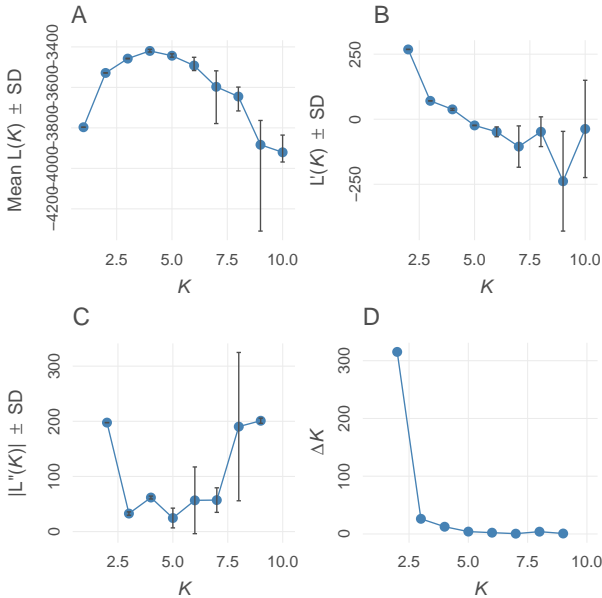 A
Mean L(K) ± SD
−3400
−3600
−3800
−4000
−4200
2.5 5.0 7.5 10.0
K
B
L'(K) ± SD
250
0
−250
2.5 5.0 7.5 10.0
K
C
|L"(K)| ± SD
300
200
100
0
2.5 5.0 7.5 10.0
K
D
ΔK
300
200
100
0
2.5 5.0 7.5 10.0
K